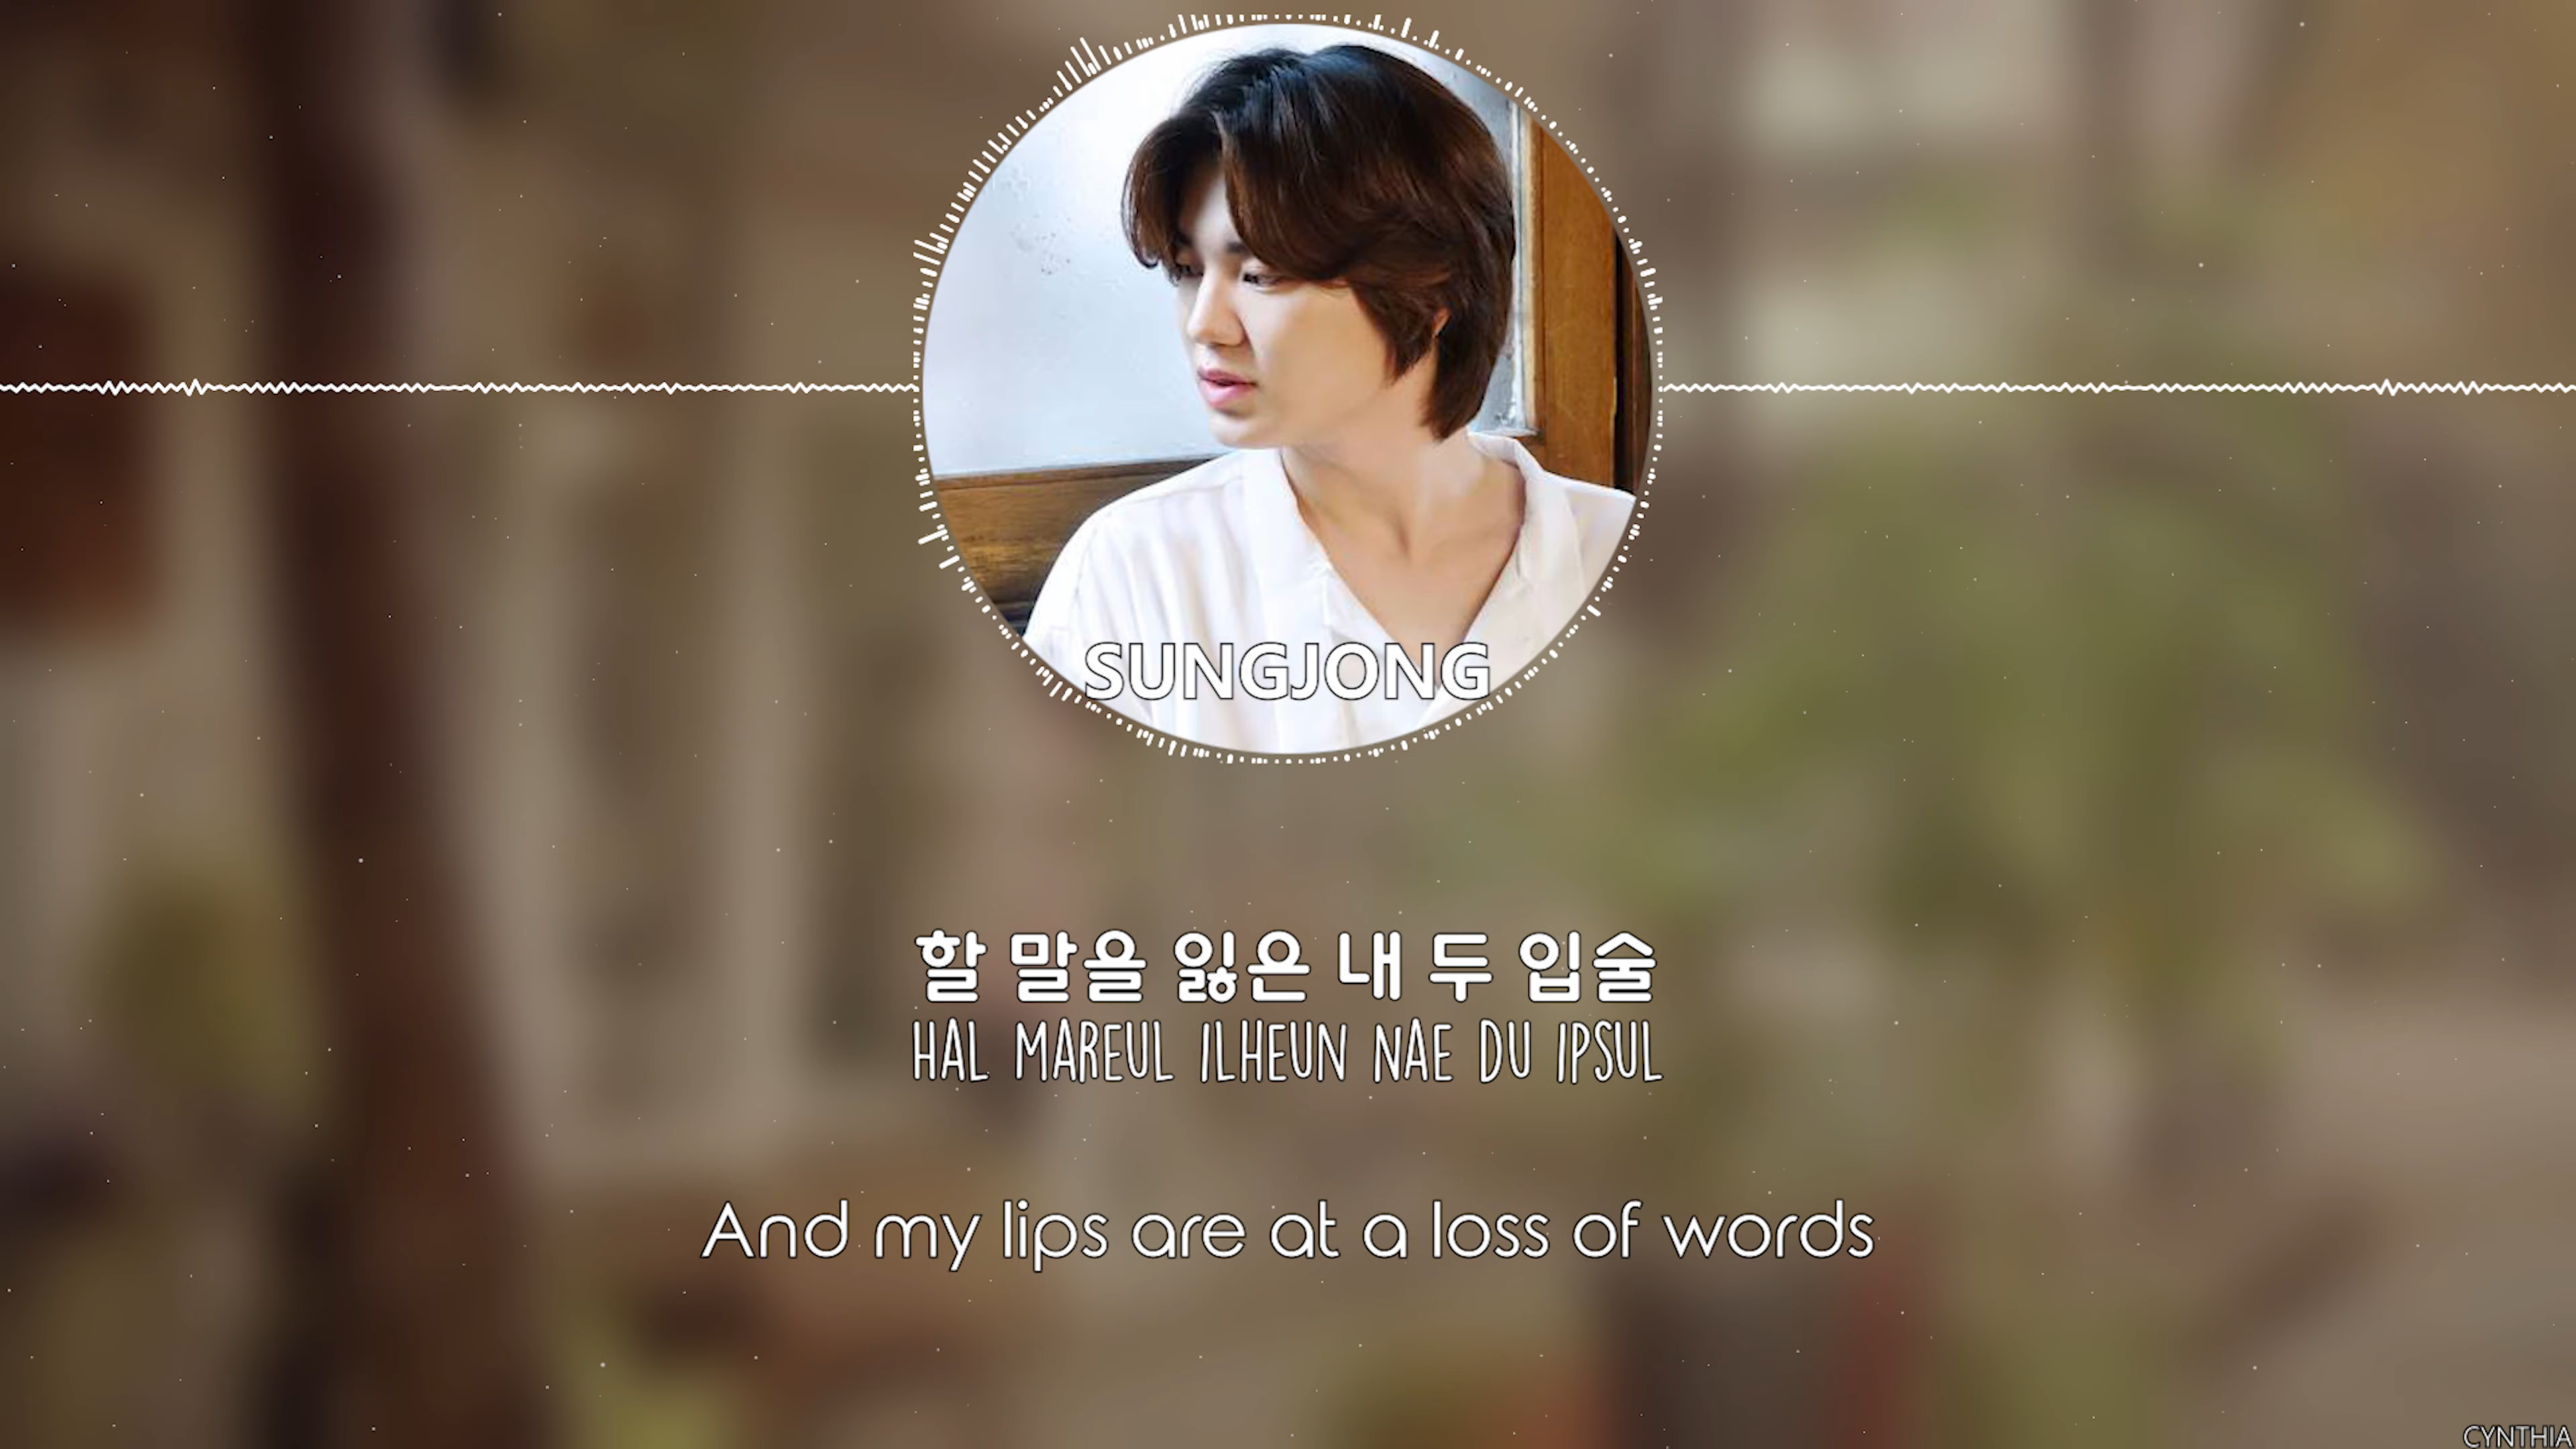 SUNGJONG
할 말을 잃은 내 두 입술
HAL MAREUL ILHEUN NAE DU IPSUL
And my lips are at a loss of words
CYNTHIA